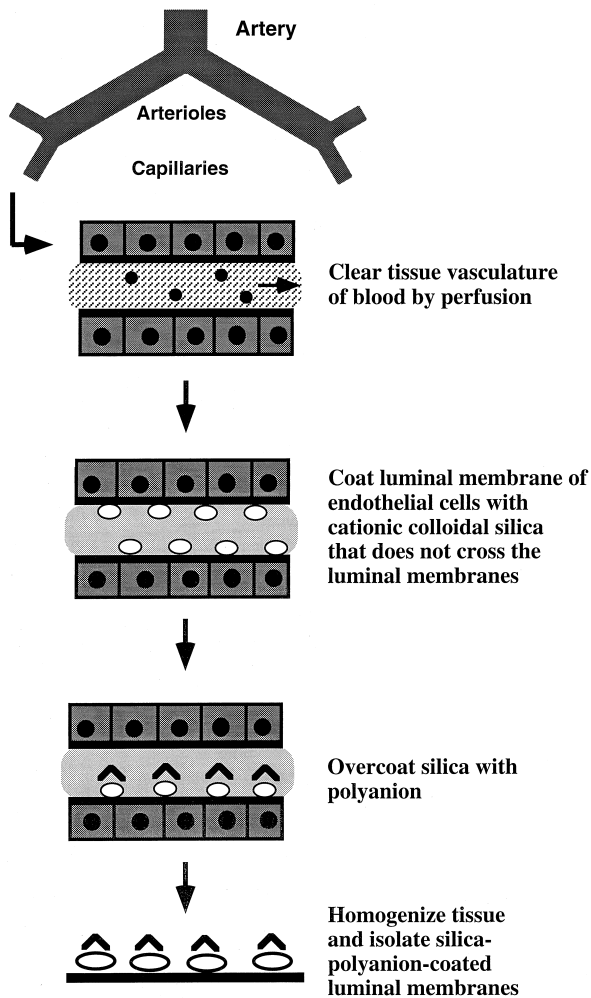 Artery
Arterioles
Capillaries
Clear tissue vasculature
of blood by perfusion
Coat luminal membrane of
endothelial cells with
cationic colloidal silica
that does not cross the
luminal membranes
Overcoat silica with
polyanion
Homogenize tissue
and isolate silica-
polyanion-coated
luminal membranes